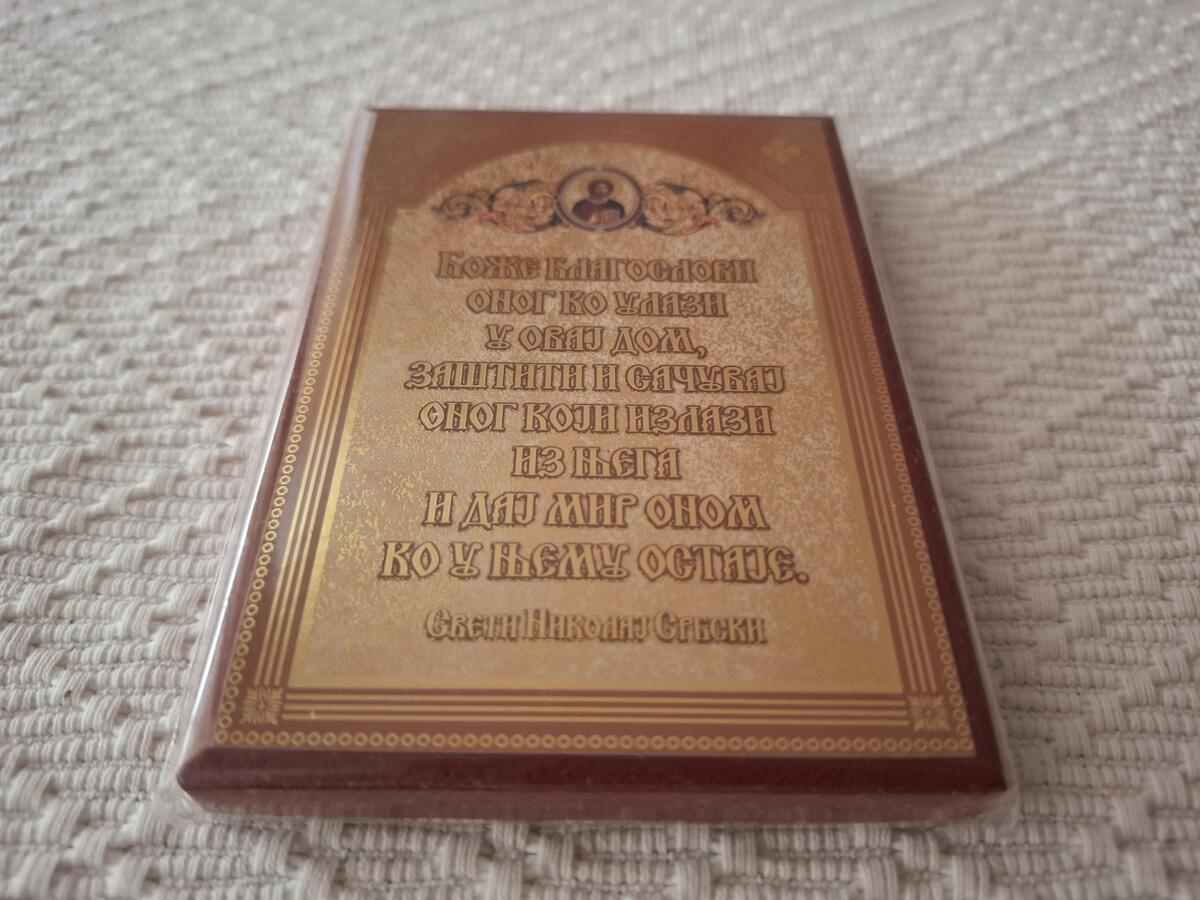 Боже благослови
оног ко улази
у овај дом,
заштити и сачувај
оног који излази
из њега
и дај мир оном
ко у њему остаје.
Свети Николај Србски